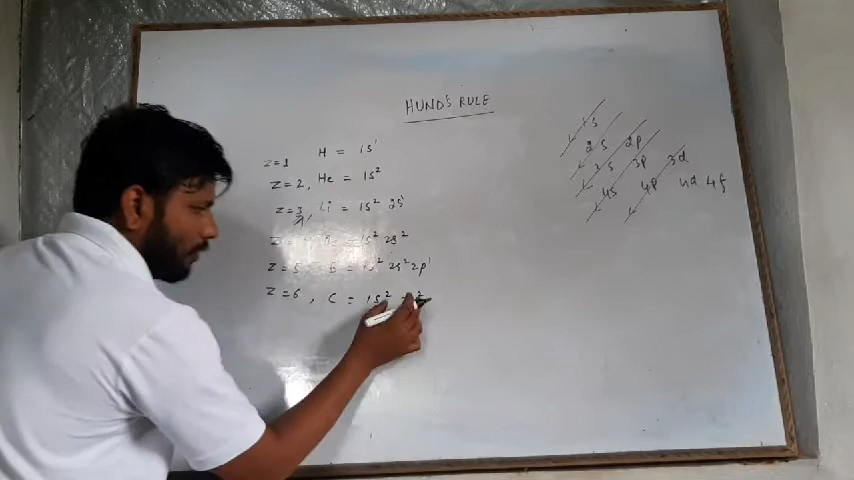 HUND'S RULE
Z=1 H = 1s¹
Z=2, He = 1s²
Z=3, Li = 1s² 2s¹
= 1s² 2s²
Z=5 B = 1s² 2s² 2p¹
Z=6, C = 1s²
1s
2s 2p
3s 3p 3d
4s 4p 4d 4f